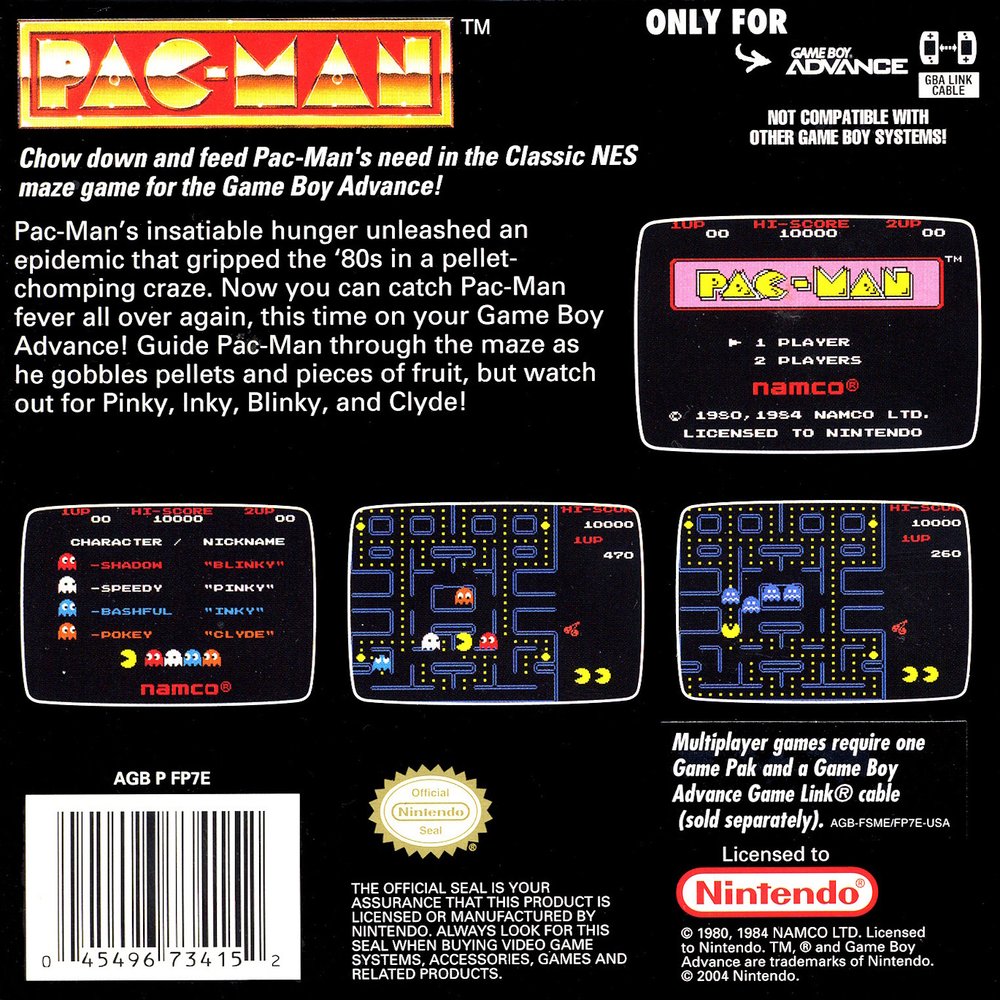 PAC-MAN™
ONLY FOR
GAME BOY
ADVANCE
GBA LINK
CABLE
NOT COMPATIBLE WITH
OTHER GAME BOY SYSTEMS!
Chow down and feed Pac-Man's need in the Classic NES
maze game for the Game Boy Advance!
Pac-Man's insatiable hunger unleashed an
epidemic that gripped the '80s in a pellet-
chomping craze. Now you can catch Pac-Man
fever all over again, this time on your Game Boy
Advance! Guide Pac-Man through the maze as
he gobbles pellets and pieces of fruit, but watch
out for Pinky, Inky, Blinky, and Clyde!
1UP HI-SCORE 2UP
00 10000 00
PAC-MAN™
1 PLAYER
2 PLAYERS
namco®
© 1980, 1984 NAMCO LTD.
LICENSED TO NINTENDO
1UP HI-SCORE 2UP
00 10000 00
CHARACTER / NICKNAME
-SHADOW "BLINKY"
-SPEEDY "PINKY"
-BASHFUL "INKY"
-POKEY "CLYDE"
namco®
HI-SCOR
10000
1UP
470
HI-SCOR
10000
1UP
260
Multiplayer games require one
Game Pak and a Game Boy
Advance Game Link® cable
(sold separately). AGB-FSME/FP7E-USA
AGB P FP7E
0 45496 73415 2
Official
Nintendo
Seal
®
THE OFFICIAL SEAL IS YOUR
ASSURANCE THAT THIS PRODUCT IS
LICENSED OR MANUFACTURED BY
NINTENDO. ALWAYS LOOK FOR THIS
SEAL WHEN BUYING VIDEO GAME
SYSTEMS, ACCESSORIES, GAMES AND
RELATED PRODUCTS.
Licensed to
Nintendo®
© 1980, 1984 NAMCO LTD. Licensed
to Nintendo. TM, ® and Game Boy
Advance are trademarks of Nintendo.
© 2004 Nintendo.